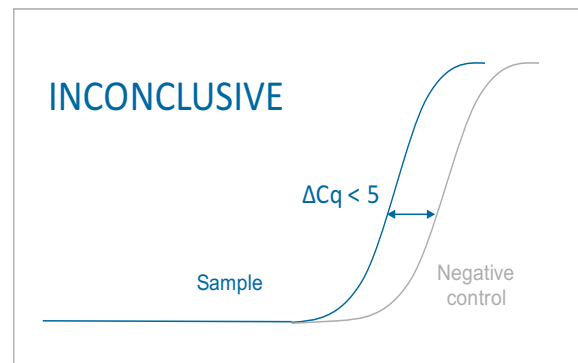 INCONCLUSIVE
ΔCq < 5
Sample
Negative
control